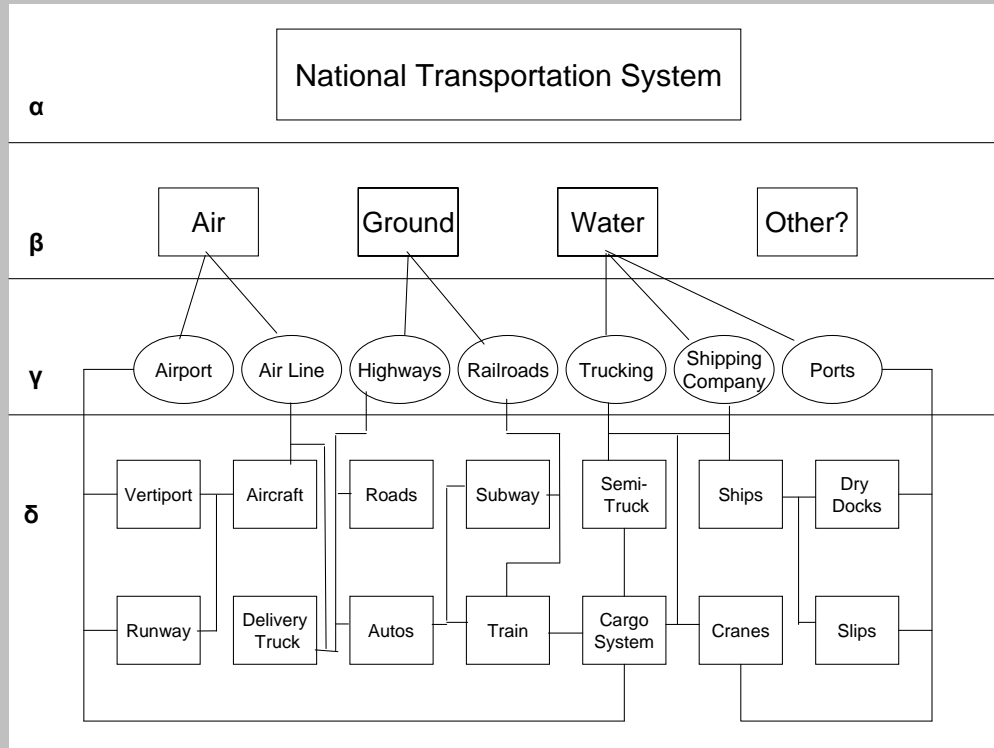 National Transportation System
α
Air
Ground
Water
Other?
β
Airport
Air Line
Highways
Railroads
Trucking
Shipping
Company
Ports
γ
Vertiport
Aircraft
Roads
Subway
Semi-
Truck
Ships
Dry
Docks
δ
Runway
Delivery
Truck
Autos
Train
Cargo
System
Cranes
Slips